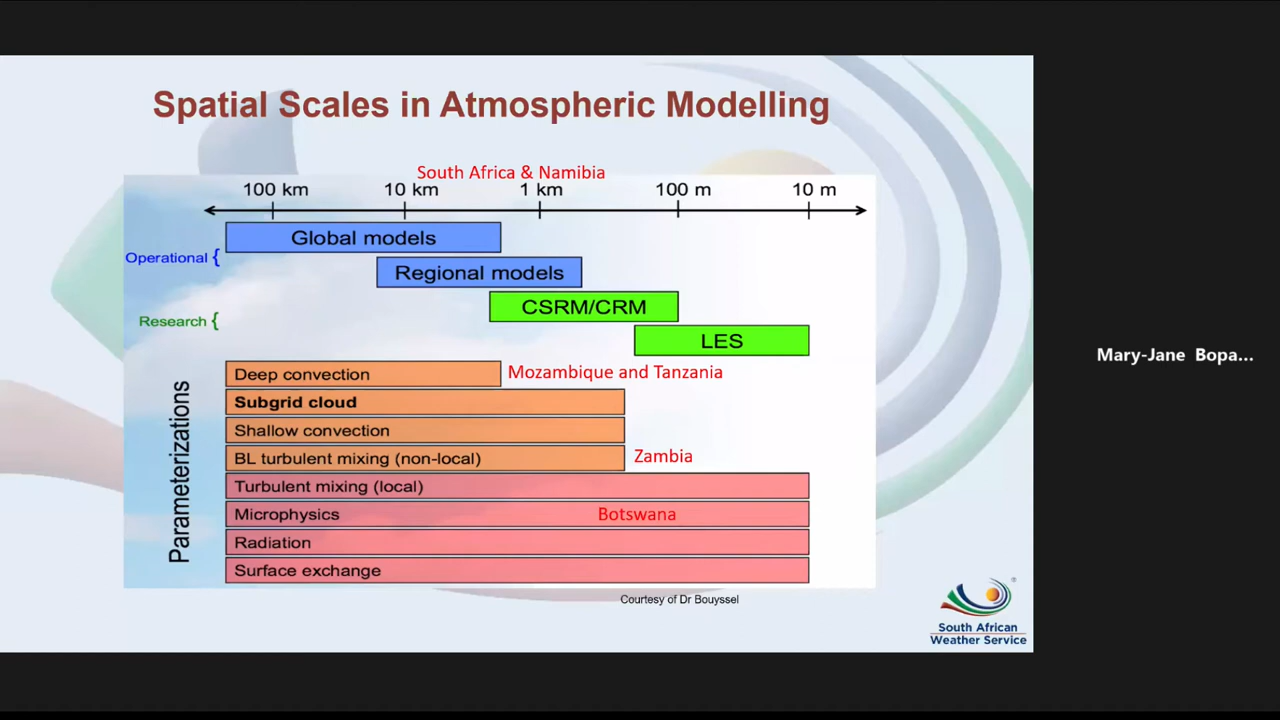 Spatial Scales in Atmospheric Modelling
South Africa & Namibia
100 km 10 km 1 km 100 m 10 m
Global models
Operational {
Regional models
CSRM/CRM
Research {
LES
Parameterizations
Deep convection Mozambique and Tanzania
Subgrid cloud
Shallow convection
BL turbulent mixing (non-local) Zambia
Turbulent mixing (local)
Microphysics Botswana
Radiation
Surface exchange
Courtesy of Dr Bouyssel
South African
Weather Service
Mary-Jane Bopa...